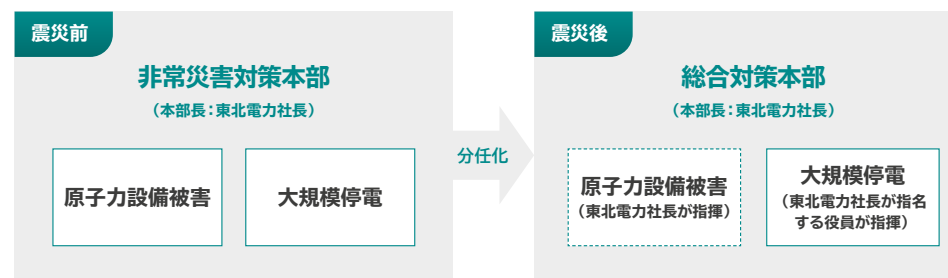 震災前
非常災害対策本部
（本部長：東北電力社長）
原子力設備被害
大規模停電
分任化
震災後
総合対策本部
（本部長：東北電力社長）
原子力設備被害
（東北電力社長が指揮）
大規模停電
（東北電力社長が指名
する役員が指揮）